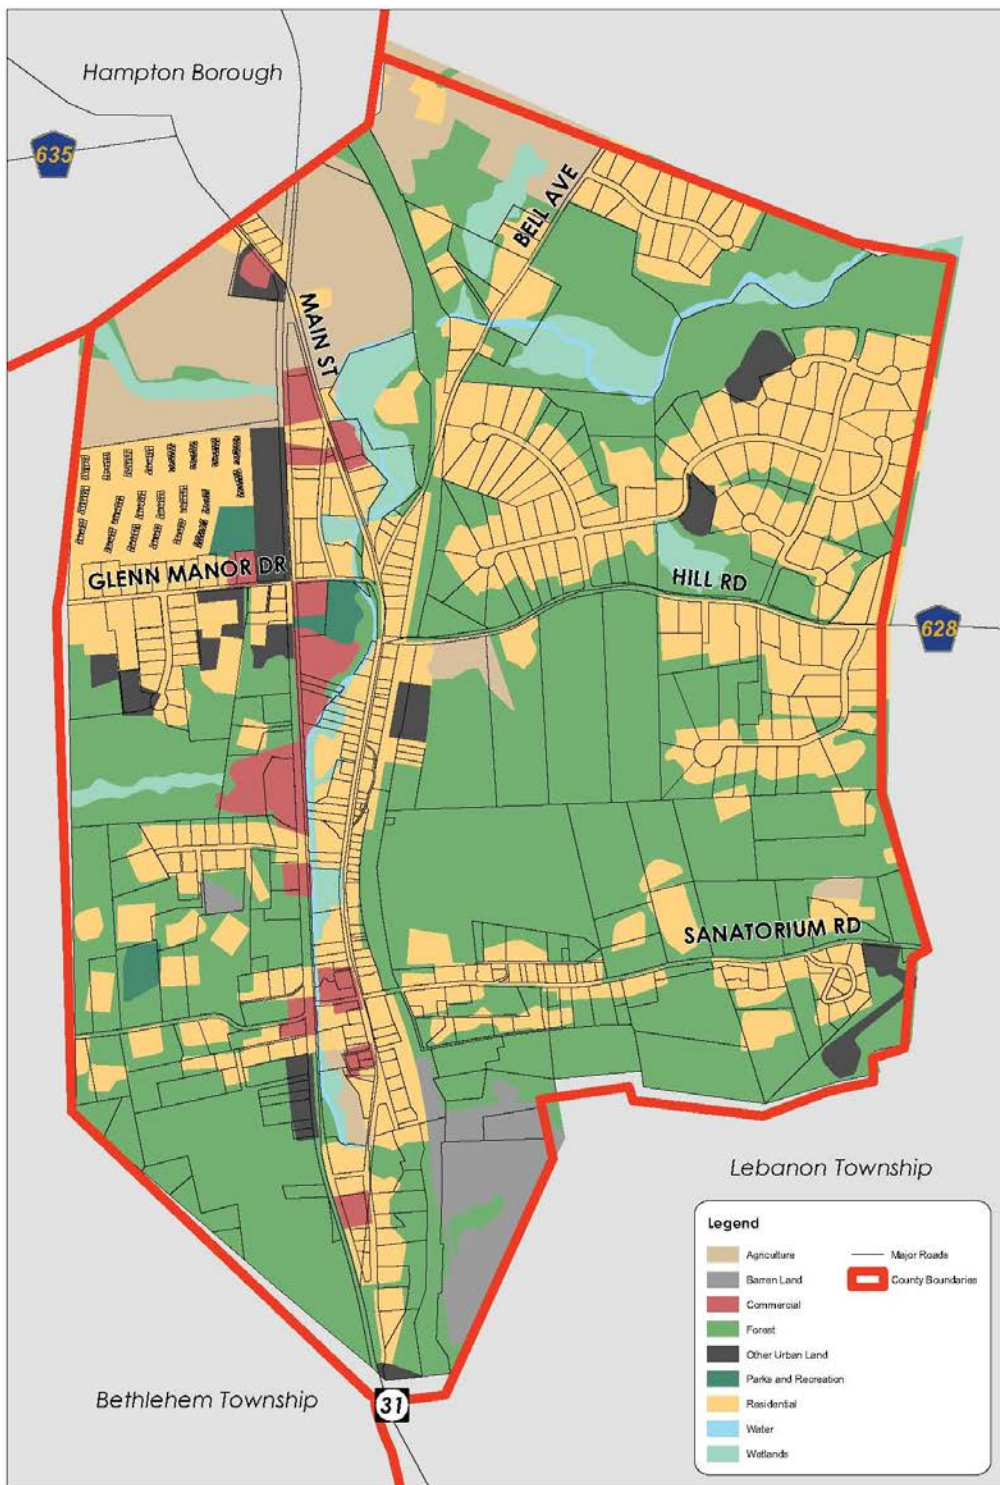 Hampton Borough
635
BELL AVE
MAIN ST
GLENN MANOR DR
HILL RD
628
SANATORIUM RD
Lebanon Township
Bethlehem Township
31
Legend
Agriculture
Barren Land
Commercial
Forest
Other Urban Land
Parks and Recreation
Residential
Water
Wetlands
Major Roads
County Boundaries